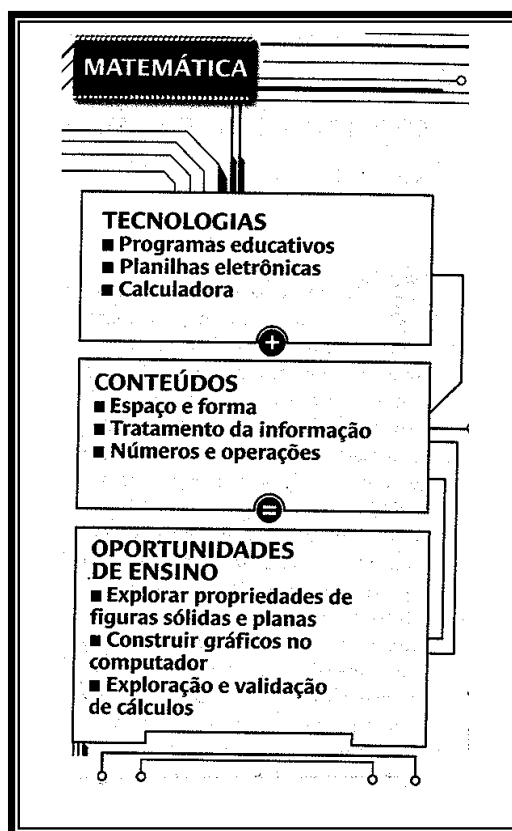 MATEMÁTICA
TECNOLOGIAS
■ Programas educativos
■ Planilhas eletrônicas
■ Calculadora
+
CONTEÚDOS
■ Espaço e forma
■ Tratamento da informação
■ Números e operações
=
OPORTUNIDADES
DE ENSINO
■ Explorar propriedades de
figuras sólidas e planas
■ Construir gráficos no
computador
■ Exploração e validação
de cálculos